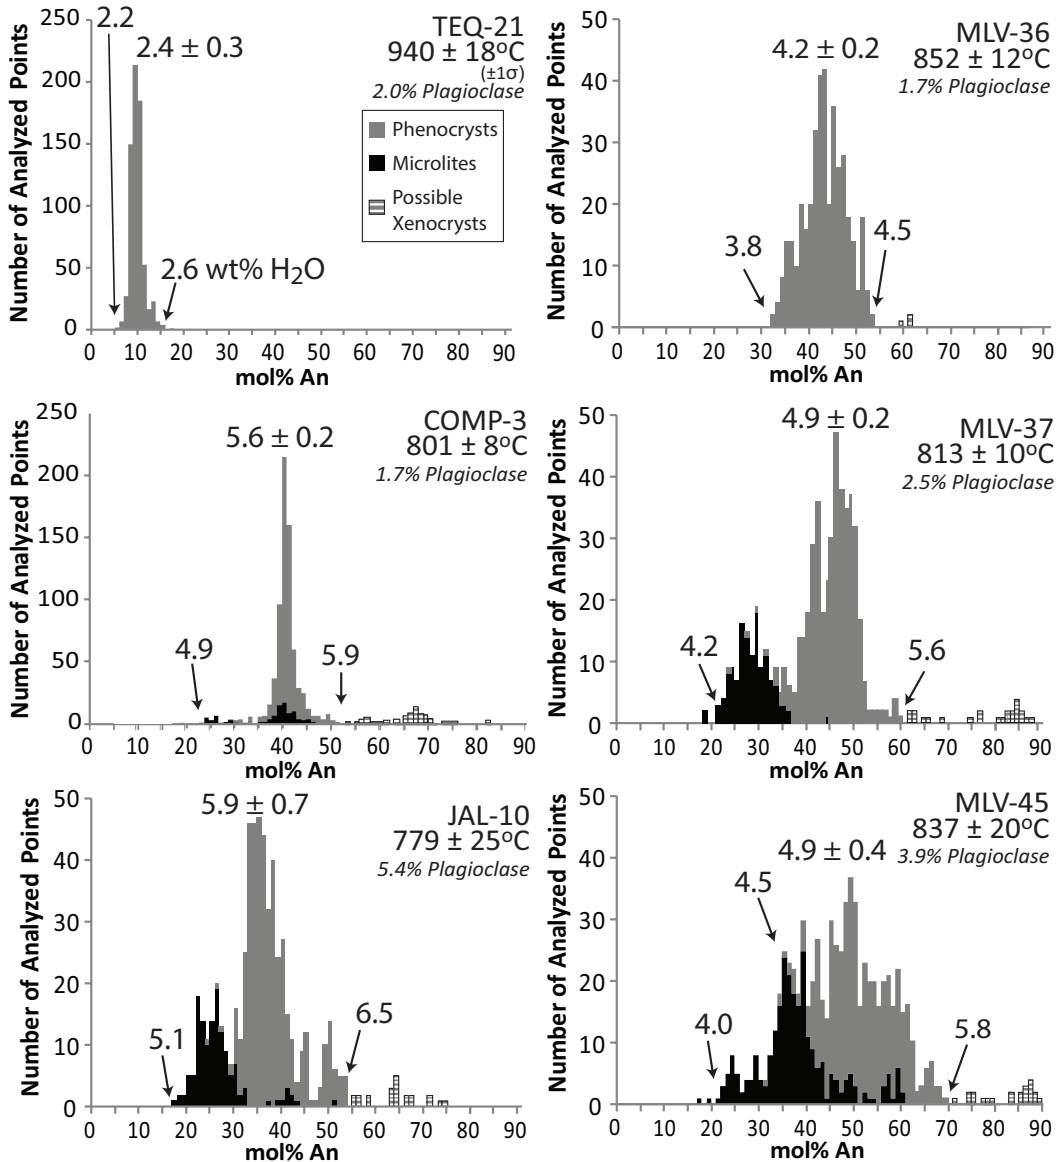 TEQ-21
940 ± 18°C
(±1σ)
2.0% Plagioclase
2.2
2.4 ± 0.3
2.6 wt% H₂O
Phenocrysts
Microlites
Possible
Xenocrysts
Number of Analyzed Points
250
200
150
100
50
0
0 10 20 30 40 50 60 70 80 90
mol% An
MLV-36
852 ± 12°C
1.7% Plagioclase
4.2 ± 0.2
3.8
4.5
Number of Analyzed Points
50
40
30
20
10
0
0 10 20 30 40 50 60 70 80 90
mol% An
COMP-3
801 ± 8°C
1.7% Plagioclase
5.6 ± 0.2
4.9
5.9
Number of Analyzed Points
250
200
150
100
50
0
0 10 20 30 40 50 60 70 80 90
mol% An
MLV-37
813 ± 10°C
2.5% Plagioclase
4.9 ± 0.2
4.2
5.6
Number of Analyzed Points
50
40
30
20
10
0
0 10 20 30 40 50 60 70 80 90
mol% An
JAL-10
779 ± 25°C
5.4% Plagioclase
5.9 ± 0.7
5.1
6.5
Number of Analyzed Points
50
40
30
20
10
0
0 10 20 30 40 50 60 70 80 90
mol% An
MLV-45
837 ± 20°C
3.9% Plagioclase
4.9 ± 0.4
4.5
4.0
5.8
Number of Analyzed Points
50
40
30
20
10
0
0 10 20 30 40 50 60 70 80 90
mol% An